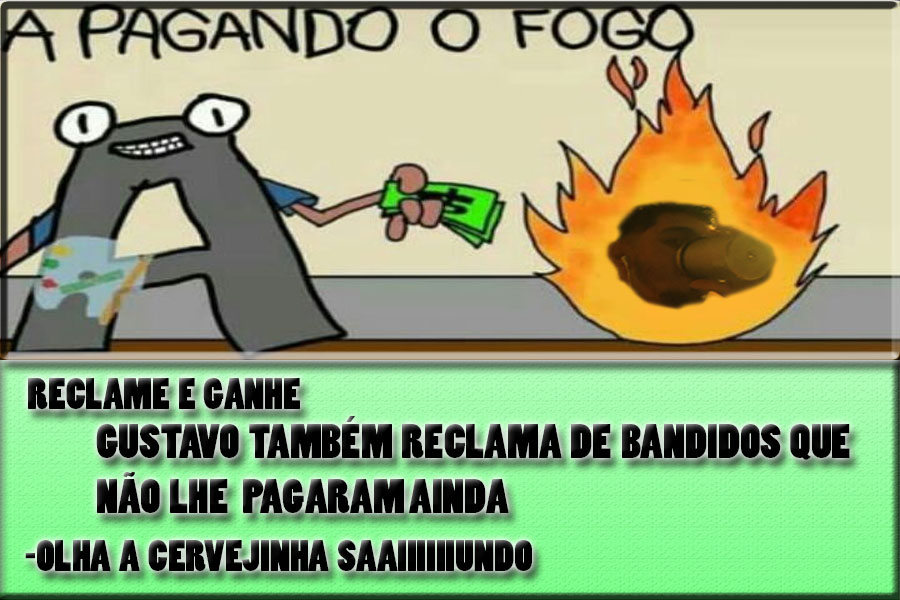 A PAGANDO O FOGO
RECLAME E GANHE
GUSTAVO TAMBÉM RECLAMA DE BANDIDOS QUE
NÃO LHE PAGARAM AINDA
-OLHA A CERVEJINHA SAAIIIIIIUNDO